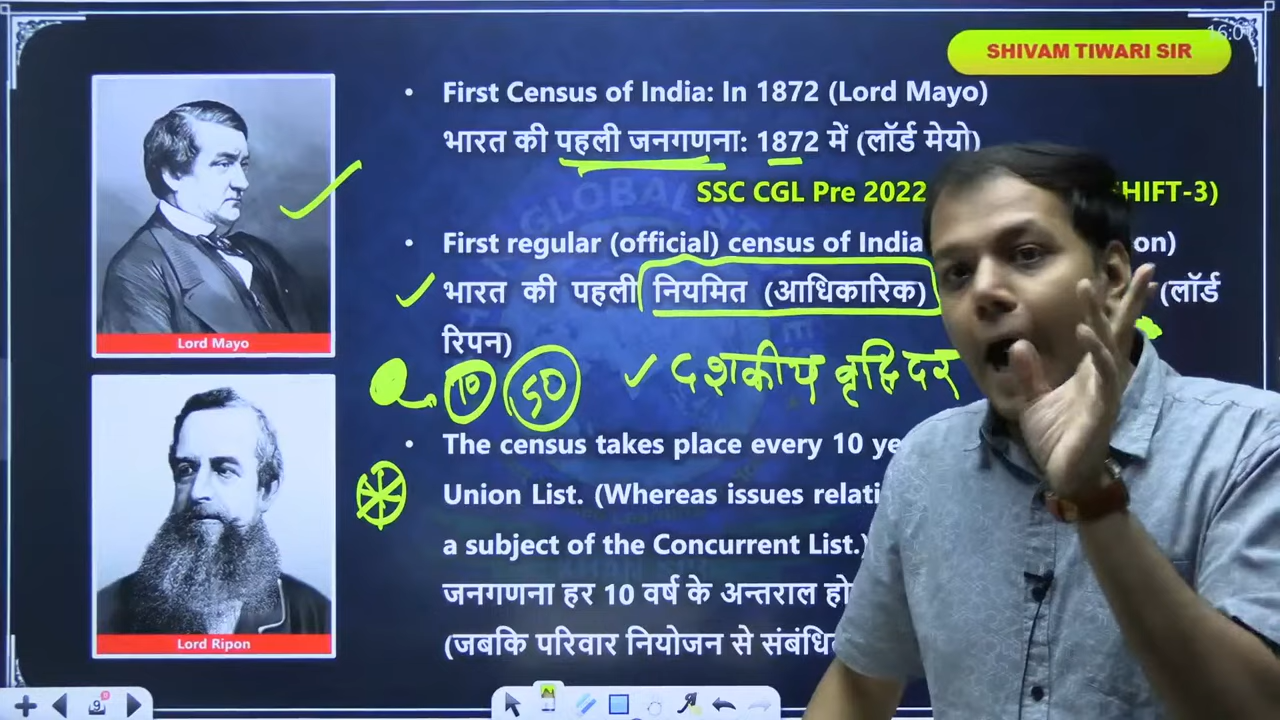 16:0
SHIVAM TIWARI SIR
• First Census of India: In 1872 (Lord Mayo)
भारत की पहली जनगणना: 1872 में (लॉर्ड मेयो)
SSC CGL Pre 2022 HIFT-3)
• First regular (official) census of India on)
भारत की पहली नियमित (आधिकारिक) (लॉर्ड
रिपन)
10 50 दशकीय वृद्धि दर
• The census takes place every 10 ye
Union List. (Whereas issues relati
a subject of the Concurrent List.)
जनगणना हर 10 वर्ष के अन्तराल हो
(जबकि परिवार नियोजन से संबंधि
Lord Mayo
Lord Ripon
9